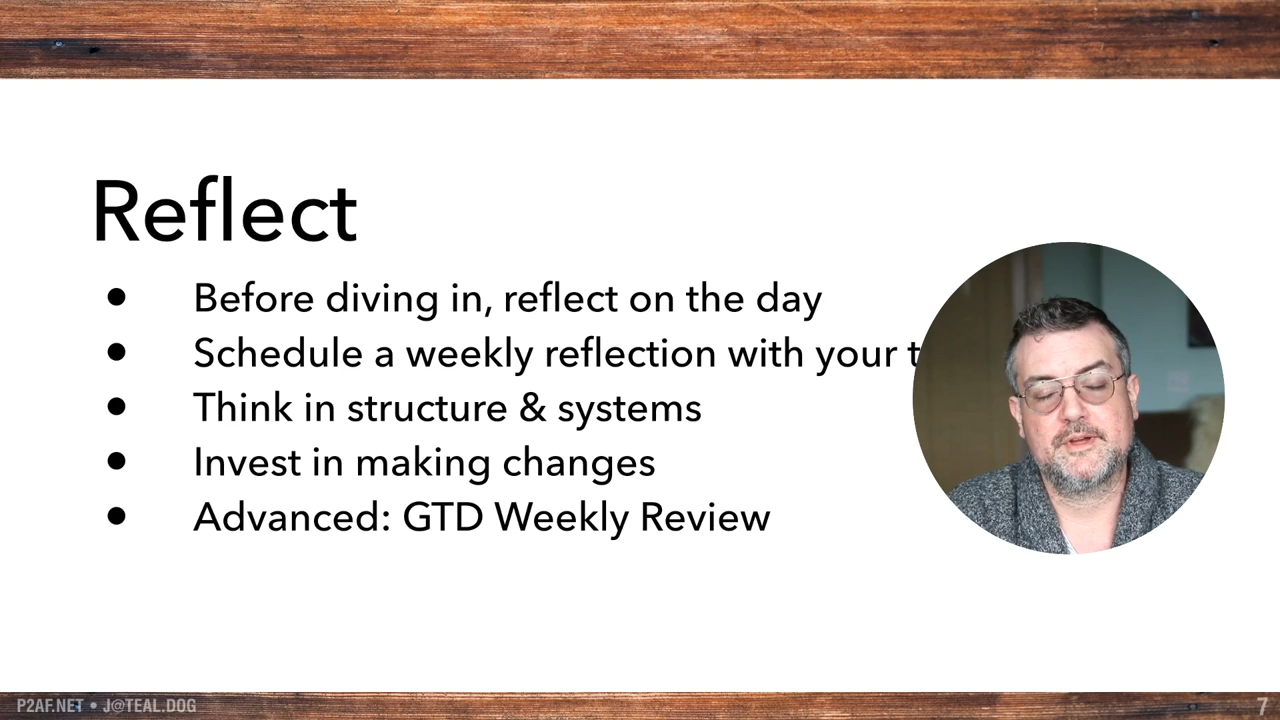 Reflect
● Before diving in, reflect on the day
● Schedule a weekly reflection with your
● Think in structure & systems
● Invest in making changes
● Advanced: GTD Weekly Review
P2AF.NET • J@TEAL.DOG
7